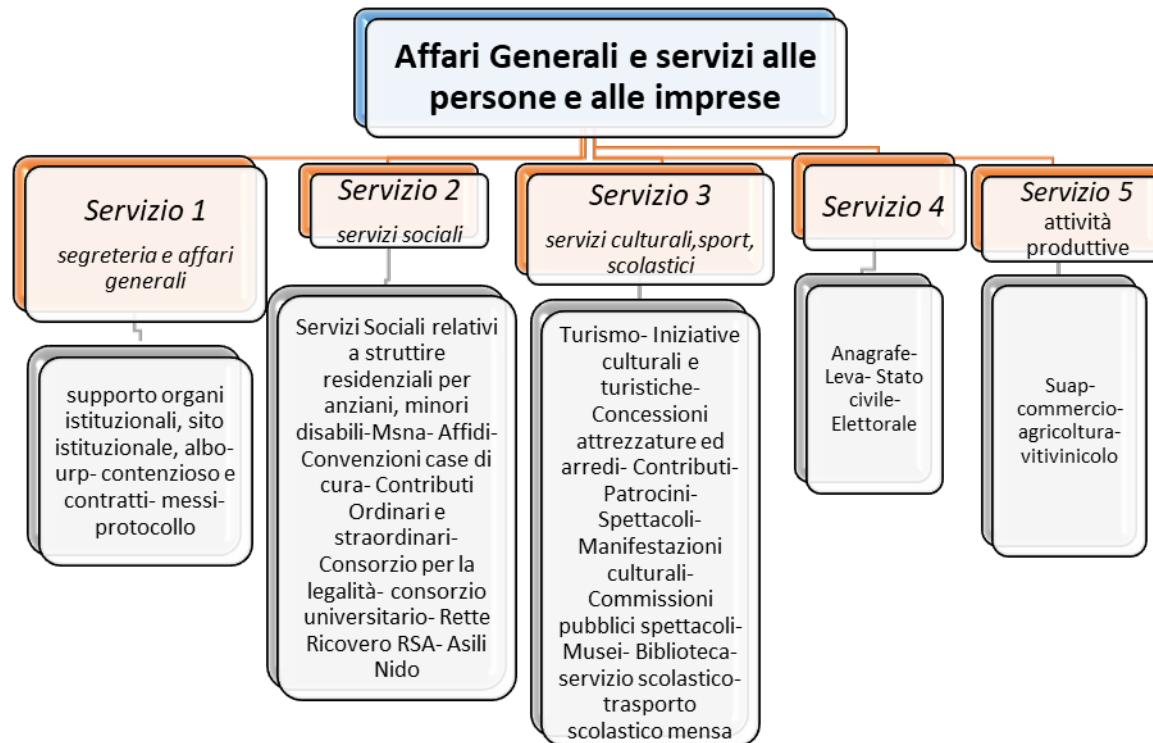 Affari Generali e servizi alle
persone e alle imprese
Servizio 1
segreteria e affari
generali
supporto organi
istituzionali, sito
istituzionale, albo-
urp- contenzioso e
contratti- messi-
protocollo
Servizio 2
servizi sociali
Servizi Sociali relativi
a struttire
residenziali per
anziani, minori
disabili-Msna- Affidi-
Convenzioni case di
cura- Contributi
Ordinari e
straordinari-
Consorzio per la
legalità- consorzio
universitario- Rette
Ricovero RSA- Asili
Nido
Servizio 3
servizi culturali,sport,
scolastici
Turismo- Iniziative
culturali e
turistiche-
Concessioni
attrezzature ed
arredi- Contributi-
Patrocini-
Spettacoli-
Manifestazioni
culturali-
Commissioni
pubblici spettacoli-
Musei- Biblioteca-
servizio scolastico-
trasporto
scolastico mensa
Servizio 4
Anagrafe-
Leva- Stato
civile-
Elettorale
Servizio 5
attività
produttive
Suap-
commercio-
agricoltura-
vitivinicolo